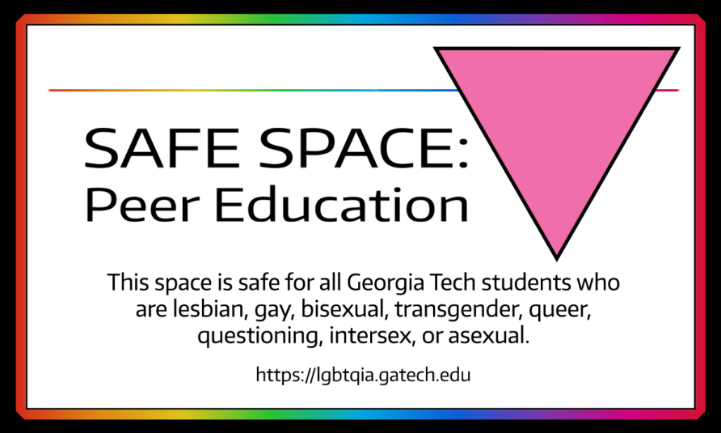 SAFE SPACE:
Peer Education
This space is safe for all Georgia Tech students who
are lesbian, gay, bisexual, transgender, queer,
questioning, intersex, or asexual.
https://lgbtqia.gatech.edu